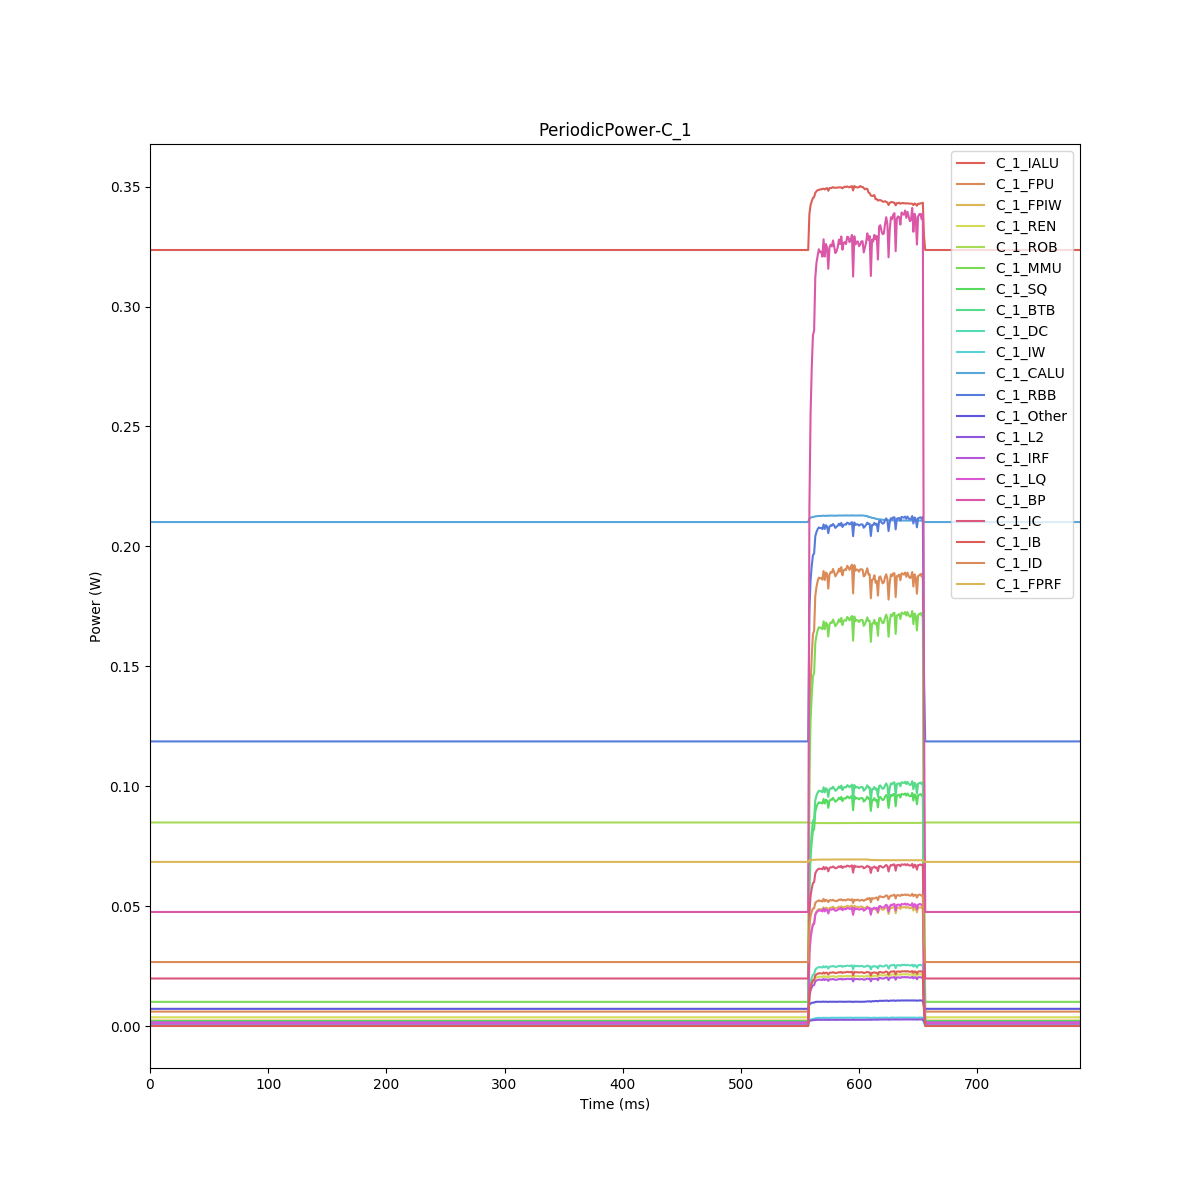 PeriodicPower-C_1
C_1_IALU
C_1_FPU
C_1_FPIW
C_1_REN
C_1_ROB
C_1_MMU
C_1_SQ
C_1_BTB
C_1_DC
C_1_IW
C_1_CALU
C_1_RBB
C_1_Other
C_1_L2
C_1_IRF
C_1_LQ
C_1_BP
C_1_IC
C_1_IB
C_1_ID
C_1_FPRF
0.35
0.30
0.25
0.20
0.15
0.10
0.05
0.00
Power (W)
0 100 200 300 400 500 600 700
Time (ms)